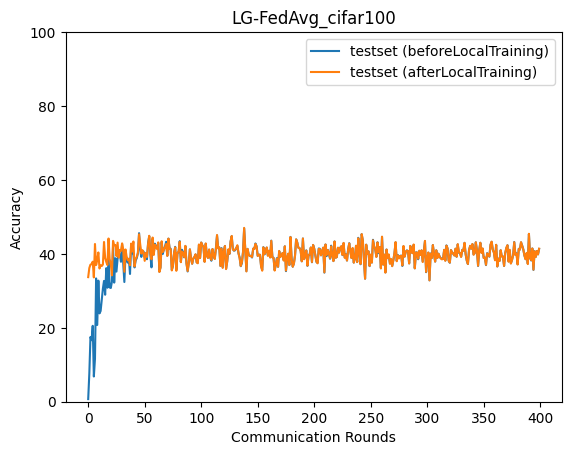 LG-FedAvg_cifar100
testset (beforeLocalTraining)
testset (afterLocalTraining)
100
80
60
40
20
0
Accuracy
0 50 100 150 200 250 300 350 400
Communication Rounds